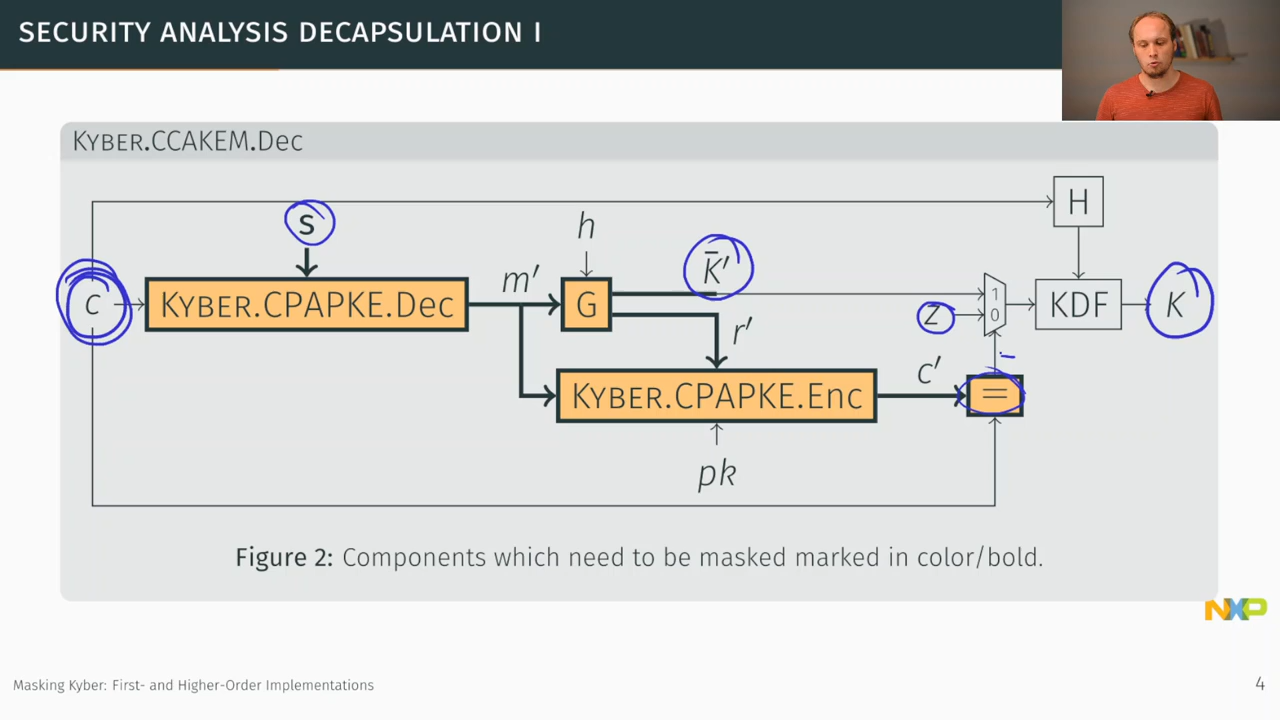 SECURITY ANALYSIS DECAPSULATION I
KYBER.CCAKEM.Dec
H
s
h
m′
K̄′
c
KYBER.CPAPKE.Dec
G
z
1
0
KDF
K
r′
c′
KYBER.CPAPKE.Enc
=
pk
Figure 2: Components which need to be masked marked in color/bold.
NXP
Masking Kyber: First- and Higher-Order Implementations
4